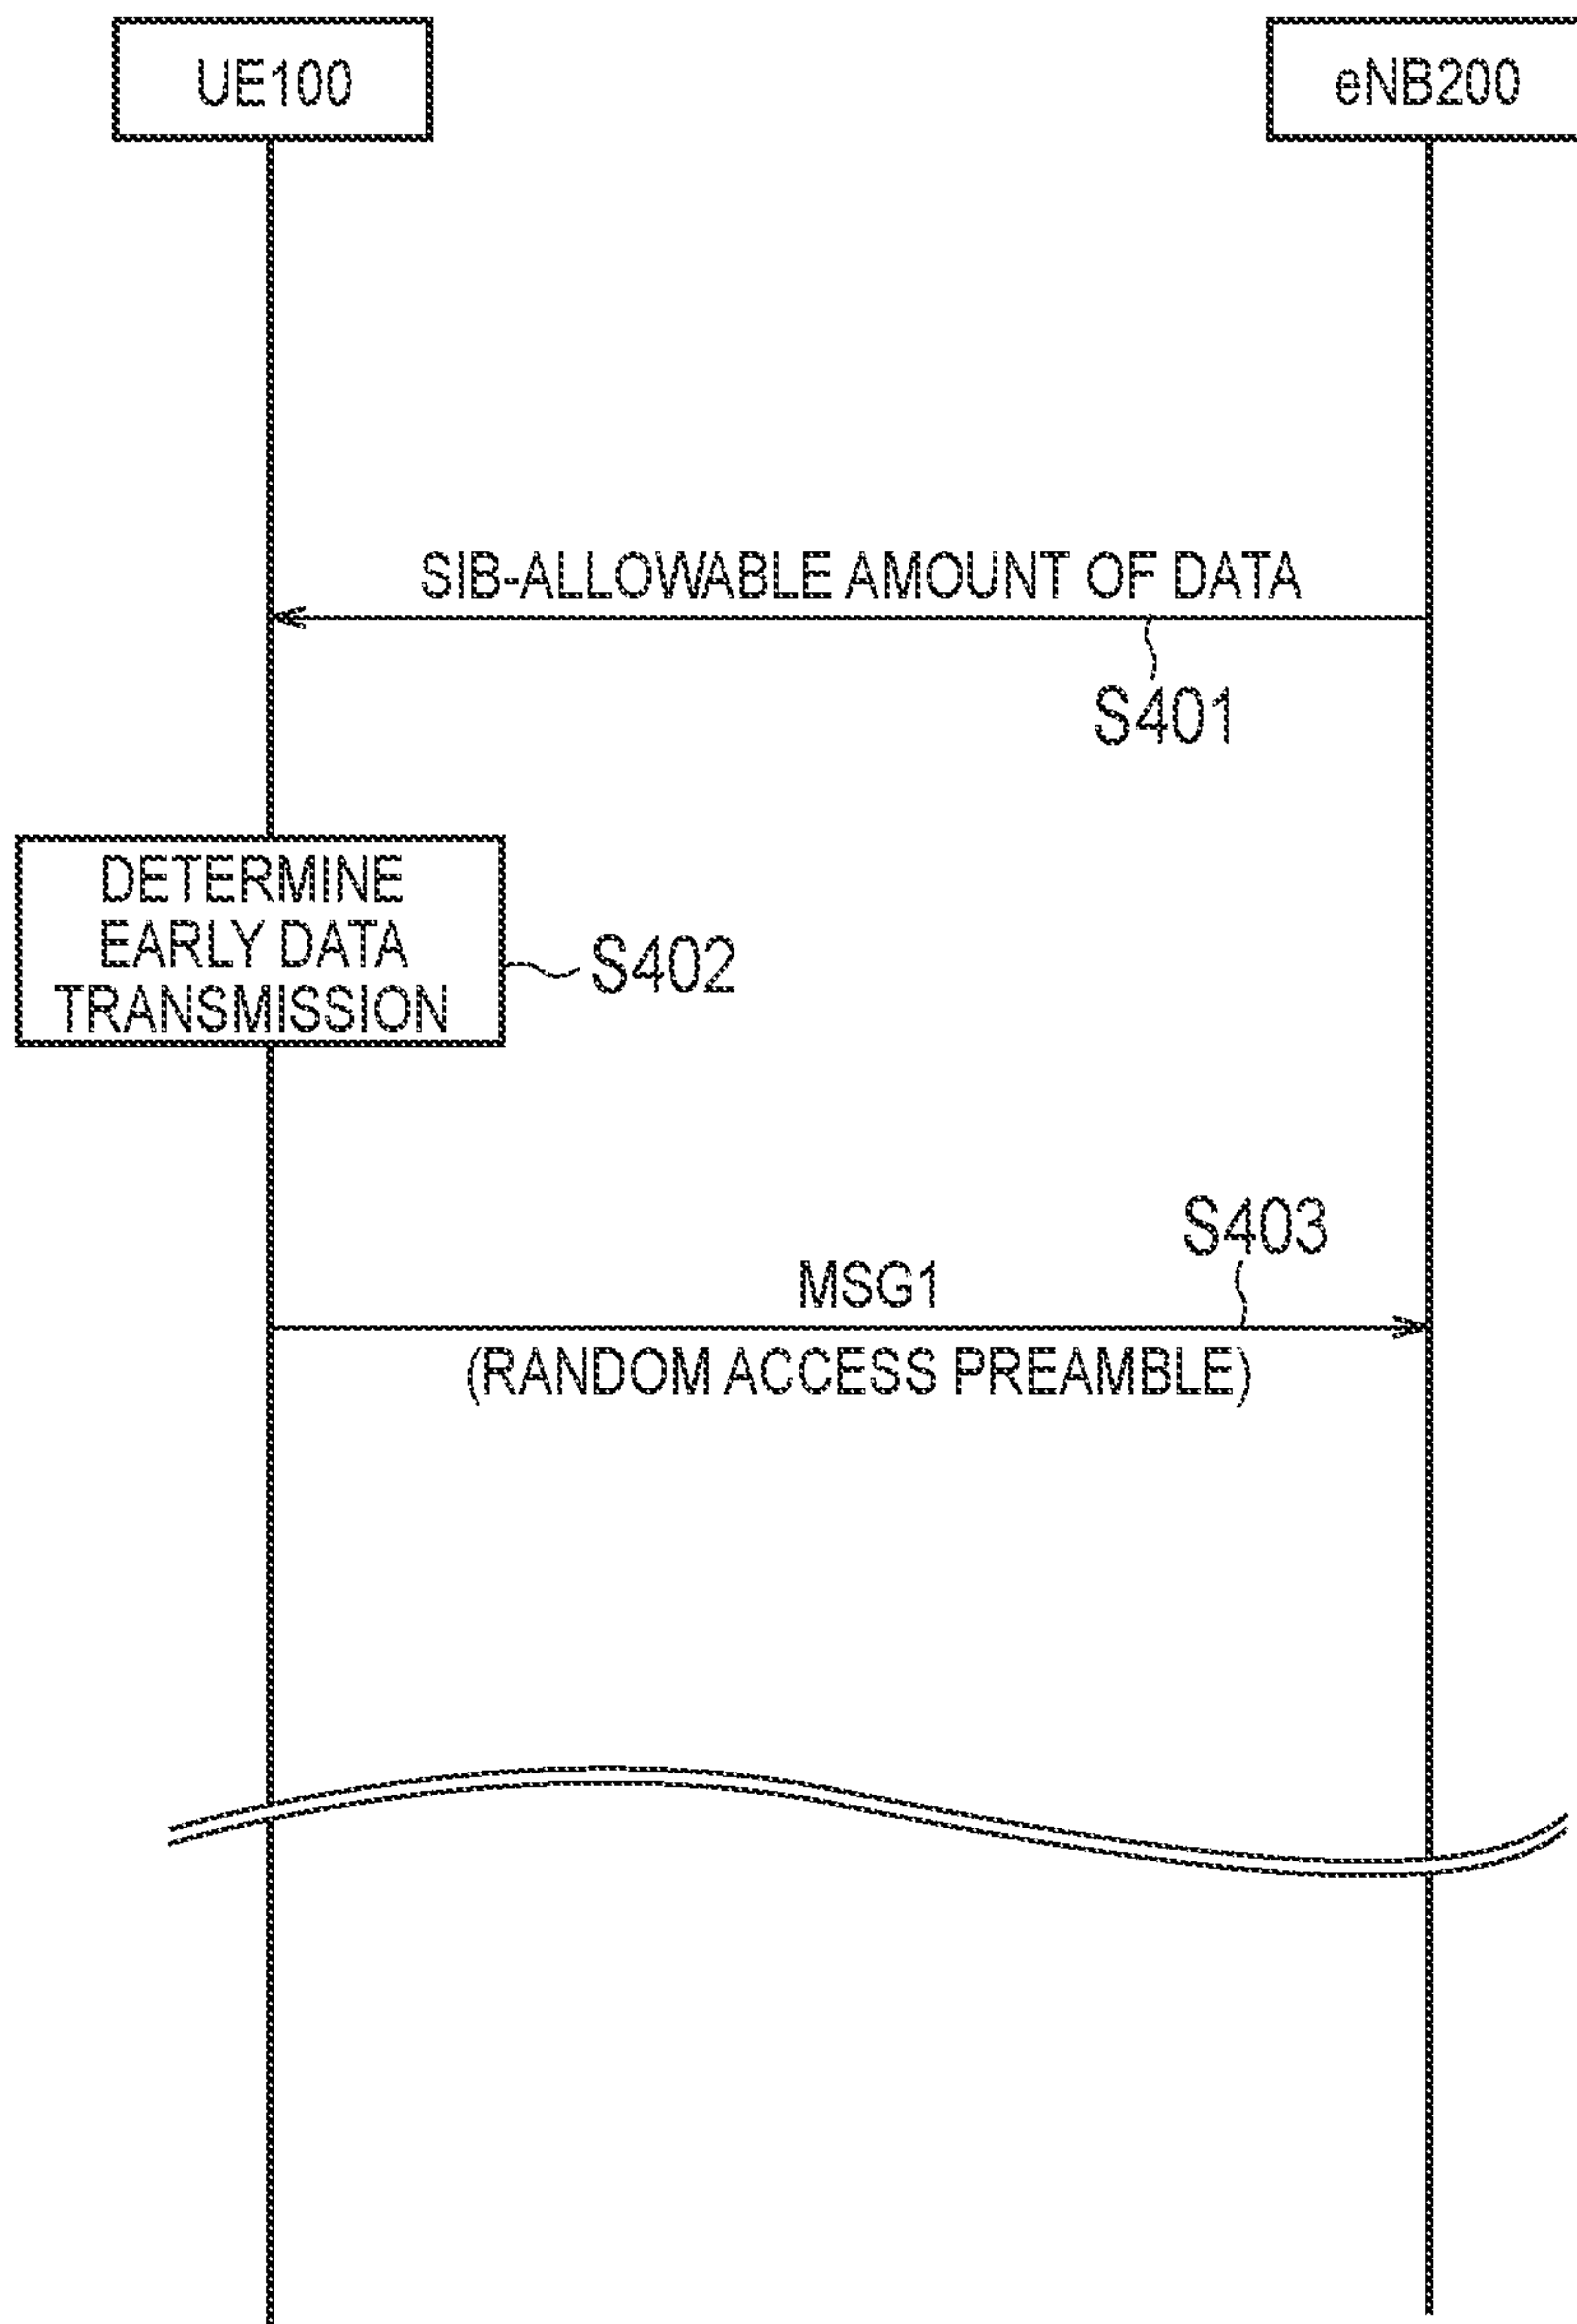 UE100
eNB200
SIB-ALLOWABLE AMOUNT OF DATA
S401
DETERMINE
EARLY DATA
TRANSMISSION
S402
S403
MSG1
(RANDOM ACCESS PREAMBLE)